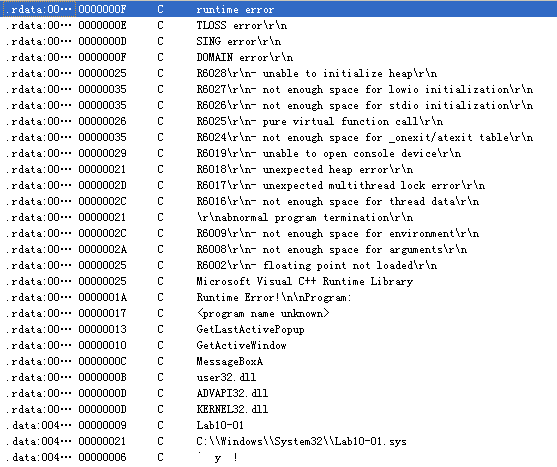 .rdata:00… 0000000F C runtime error
.rdata:00… 0000000E C TLOSS error\r\n
.rdata:00… 0000000D C SING error\r\n
.rdata:00… 0000000F C DOMAIN error\r\n
.rdata:00… 00000025 C R6028\r\n- unable to initialize heap\r\n
.rdata:00… 00000035 C R6027\r\n- not enough space for lowio initialization\r\n
.rdata:00… 00000035 C R6026\r\n- not enough space for stdio initialization\r\n
.rdata:00… 00000026 C R6025\r\n- pure virtual function call\r\n
.rdata:00… 00000035 C R6024\r\n- not enough space for _onexit/atexit table\r\n
.rdata:00… 00000029 C R6019\r\n- unable to open console device\r\n
.rdata:00… 00000021 C R6018\r\n- unexpected heap error\r\n
.rdata:00… 0000002D C R6017\r\n- unexpected multithread lock error\r\n
.rdata:00… 0000002C C R6016\r\n- not enough space for thread data\r\n
.rdata:00… 00000021 C \r\nabnormal program termination\r\n
.rdata:00… 0000002C C R6009\r\n- not enough space for environment\r\n
.rdata:00… 0000002A C R6008\r\n- not enough space for arguments\r\n
.rdata:00… 00000025 C R6002\r\n- floating point not loaded\r\n
.rdata:00… 00000025 C Microsoft Visual C++ Runtime Library
.rdata:00… 0000001A C Runtime Error!\n\nProgram:
.rdata:00… 00000017 C <program name unknown>
.rdata:00… 00000013 C GetLastActivePopup
.rdata:00… 00000010 C GetActiveWindow
.rdata:00… 0000000C C MessageBoxA
.rdata:00… 0000000B C user32.dll
.rdata:00… 0000000D C ADVAPI32.dll
.rdata:00… 0000000D C KERNEL32.dll
.data:004… 00000009 C Lab10-01
.data:004… 00000021 C C:\\Windows\\System32\\Lab10-01.sys
.data:004… 00000006 C `y !